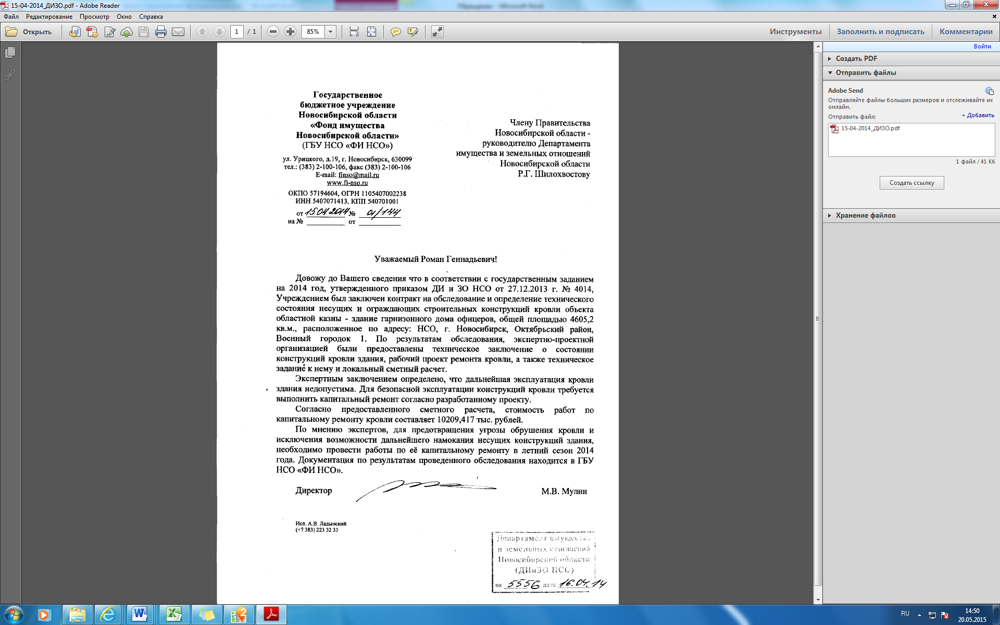 15-04-2014_ДИЗО.pdf - Adobe Reader
Файл Редактирование Просмотр Окно Справка
Открыть 1 / 1 85% Инструменты Заполнить и подписать Комментарии
Войти
Создать PDF
Отправить файлы
Adobe Send
Отправляйте файлы больших размеров и отслеживайте их
онлайн.
Отправить файл: + Добавить
15-04-2014_ДИЗО.pdf
1 файл / 41 Кб
Создать ссылку
Хранение файлов
Государственное
бюджетное учреждение
Новосибирской области
«Фонд имущества
Новосибирской области»
(ГБУ НСО «ФИ НСО»)
ул. Урицкого, д.19, г. Новосибирск, 630099
тел.: (383) 2-100-106, факс (383) 2-100-106
E-mail: finso@mail.ru
www.fi-nso.ru
ОКПО 57194604, ОГРН 1105407002238
ИНН 5407071413, КПП 540701001
от 15.04.2014 № 01/144
на № от
Члену Правительства
Новосибирской области -
руководителю Департамента
имущества и земельных отношений
Новосибирской области
Р.Г. Шилохвостову
Уважаемый Роман Геннадьевич!
Довожу до Вашего сведения что в соответствии с государственным заданием
на 2014 год, утвержденного приказом ДИ и ЗО НСО от 27.12.2013 г. № 4014,
Учреждением был заключен контракт на обследование и определение технического
состояния несущих и ограждающих строительных конструкций кровли объекта
областной казны - здание гарнизонного дома офицеров, общей площадью 4605,2
кв.м., расположенное по адресу: НСО, г. Новосибирск, Октябрьский район,
Военный городок 1. По результатам обследования, экспертно-проектной
организацией были предоставлены техническое заключение о состоянии
конструкций кровли здания, рабочий проект ремонта кровли, а также техническое
задание к нему и локальный сметный расчет.
Экспертным заключением определено, что дальнейшая эксплуатация кровли
здания недопустима. Для безопасной эксплуатации конструкций кровли требуется
выполнить капитальный ремонт согласно разработанному проекту.
Согласно предоставленного сметного расчета, стоимость работ по
капитальному ремонту кровли составляет 10209,417 тыс. рублей.
По мнению экспертов, для предотвращения угрозы обрушения кровли и
исключения возможности дальнейшего намокания несущих конструкций здания,
необходимо провести работы по её капитальному ремонту в летний сезон 2014
года. Документация по результатам проведенного обследования находится в ГБУ
НСО «ФИ НСО».
Директор М.В. Мулин
Исп. А.В. Ладынский
(+7 383) 223 32 33
Департамент имущества
и земельных отношений
Новосибирской области
(ДИиЗО НСО)
вх 5556 дата 16.04.14
RU 14:50
20.05.2015